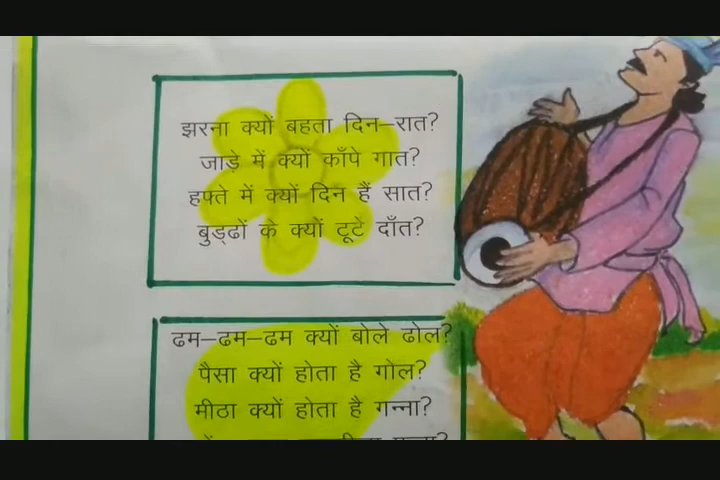 झरना क्यों बहता दिन–रात?
जाड़े में क्यों काँपे गात?
हफ्ते में क्यों दिन हैं सात?
बुड्ढों के क्यों टूटे दाँत?
ढम–ढम–ढम क्यों बोले ढोल?
पैसा क्यों होता है गोल?
मीठा क्यों होता है गन्ना?